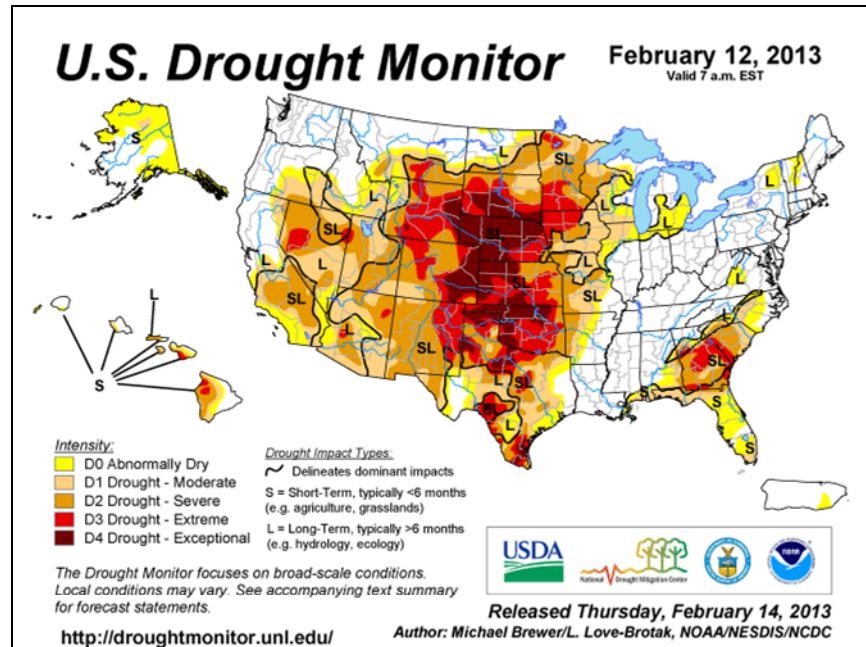 U.S. Drought Monitor
February 12, 2013
Valid 7 a.m. EST
S
L
S
L
L
SL
L
SL
L
SL
L
SL
L
L
L
SL
SL
L
SL
SL
L
L
L
L
L
SL
L
S
S
Intensity:
D0 Abnormally Dry
D1 Drought - Moderate
D2 Drought - Severe
D3 Drought - Extreme
D4 Drought - Exceptional
Drought Impact Types:
Delineates dominant impacts
S = Short-Term, typically <6 months
(e.g. agriculture, grasslands)
L = Long-Term, typically >6 months
(e.g. hydrology, ecology)
USDA
National Drought Mitigation Center
noaa
The Drought Monitor focuses on broad-scale conditions.
Local conditions may vary. See accompanying text summary
for forecast statements.
http://droughtmonitor.unl.edu/
Released Thursday, February 14, 2013
Author: Michael Brewer/L. Love-Brotak, NOAA/NESDIS/NCDC